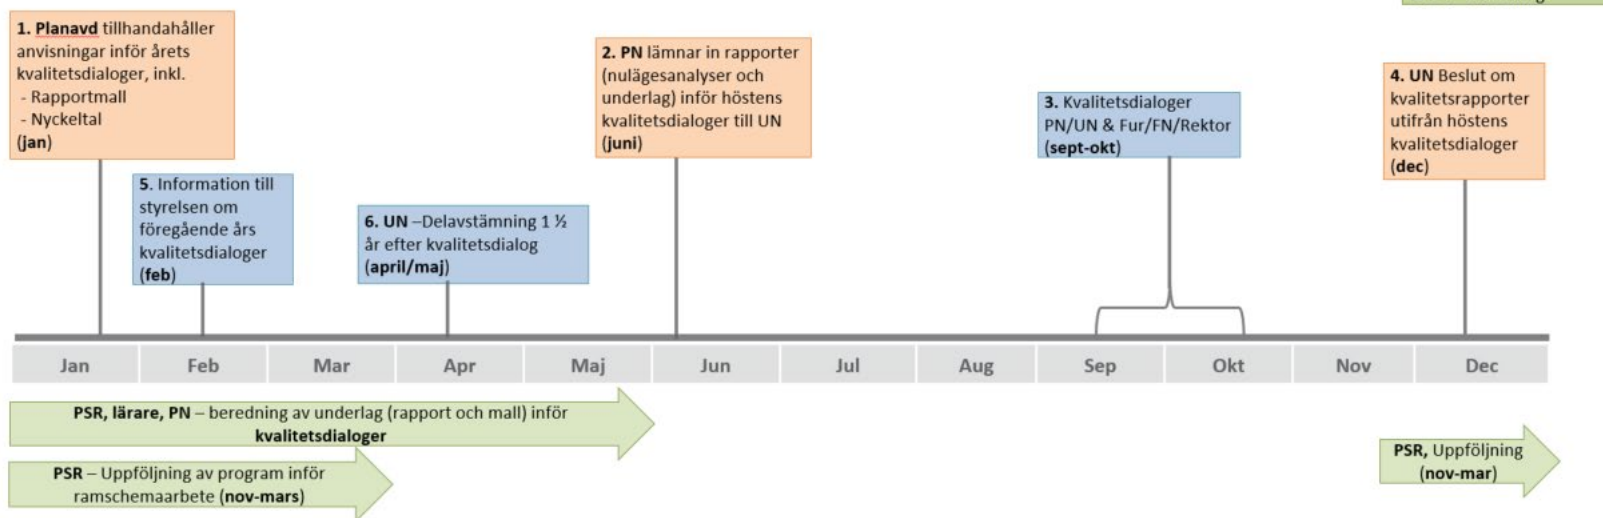 1. Planavd tillhandahåller
anvisningar inför årets
kvalitetsdialoger, inkl.
- Rapportmall
- Nyckeltal
(jan)
5. Information till
styrelsen om
föregående års
kvalitetsdialoger
(feb)
6. UN –Delavstämning 1 ½
år efter kvalitetsdialog
(april/maj)
2. PN lämnar in rapporter
(nulägesanalyser och
underlag) inför höstens
kvalitetsdialoger till UN
(juni)
3. Kvalitetsdialoger
PN/UN & Fur/FN/Rektor
(sept-okt)
4. UN Beslut om
kvalitetsrapporter
utifrån höstens
kvalitetsdialoger
(dec)
Jan Feb Mar Apr Maj Jun Jul Aug Sep Okt Nov Dec
PSR, lärare, PN – beredning av underlag (rapport och mall) inför
kvalitetsdialoger
PSR – Uppföljning av program inför
ramschemaarbete (nov-mars)
PSR, Uppföljning
(nov-mar)